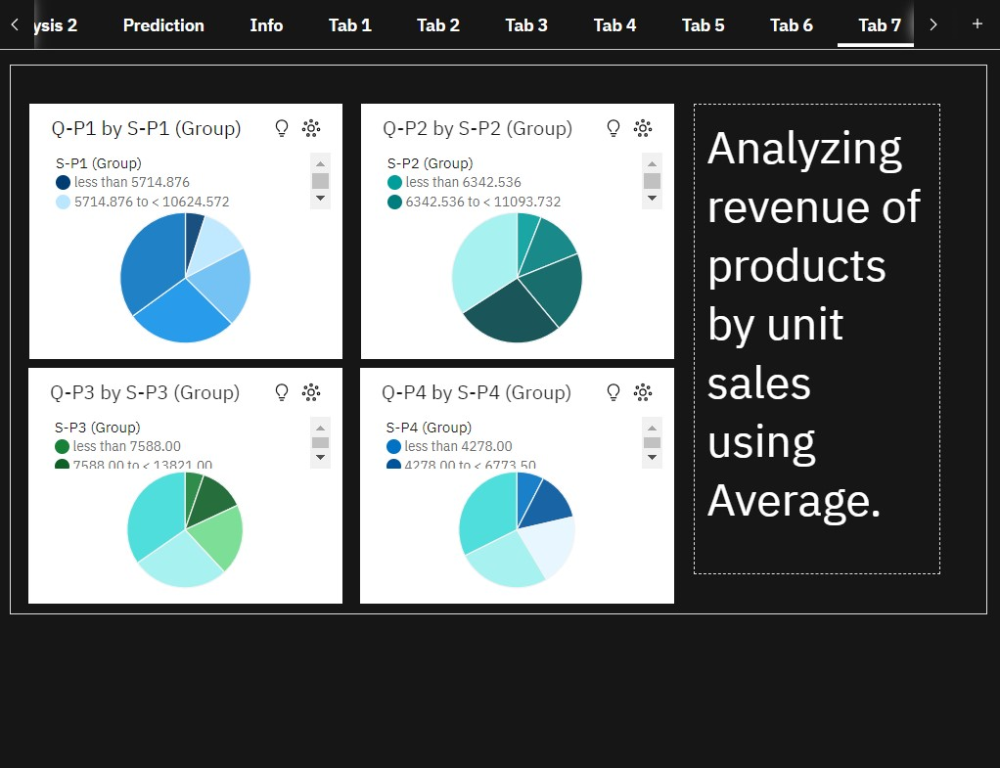 ysis 2 Prediction Info Tab 1 Tab 2 Tab 3 Tab 4 Tab 5 Tab 6 Tab 7
Q-P1 by S-P1 (Group)
S-P1 (Group)
less than 5714.876
5714.876 to < 10624.572
Q-P2 by S-P2 (Group)
S-P2 (Group)
less than 6342.536
6342.536 to < 11093.732
Q-P3 by S-P3 (Group)
S-P3 (Group)
less than 7588.00
7588.00 to < 13821.00
Q-P4 by S-P4 (Group)
S-P4 (Group)
less than 4278.00
4278.00 to < 6773.50
Analyzing
revenue of
products
by unit
sales
using
Average.